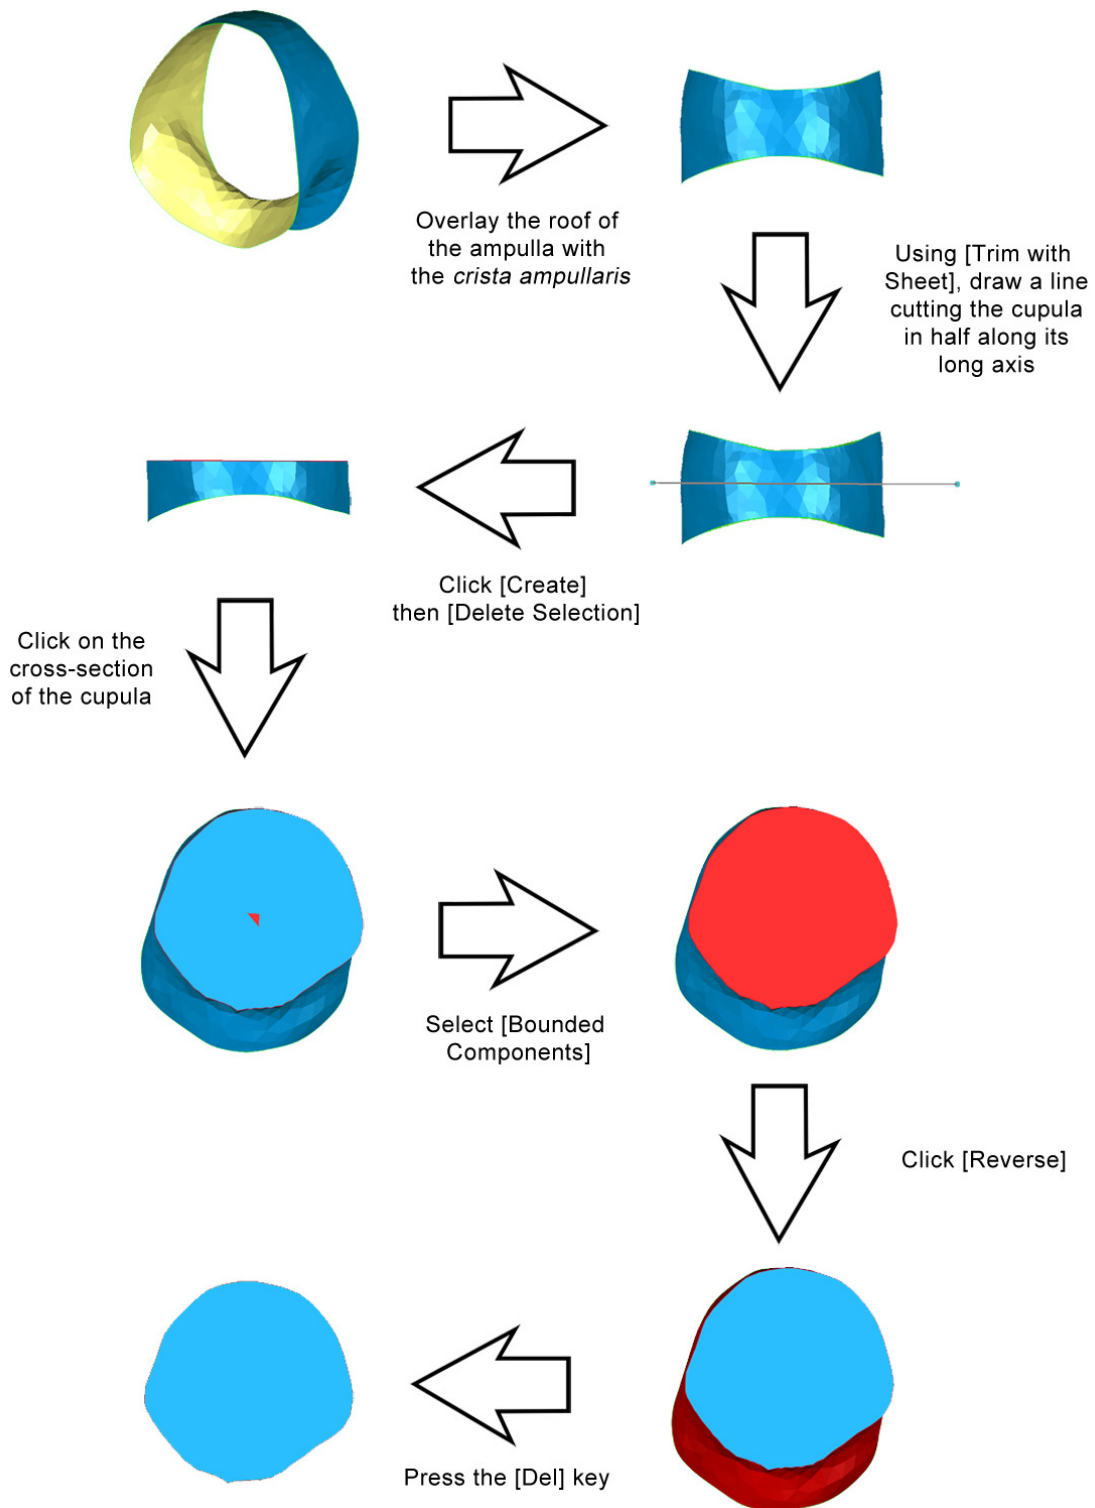 Overlay the roof of
the ampulla with
the crista ampullaris
Using [Trim with
Sheet], draw a line
cutting the cupula
in half along its
long axis
Click [Create]
then [Delete Selection]
Click on the
cross-section
of the cupula
Select [Bounded
Components]
Click [Reverse]
Press the [Del] key